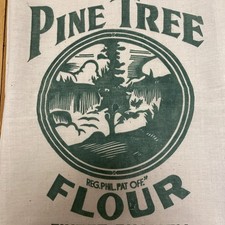 PINE TREE
REG. PHIL. PAT OFF.
FLOUR